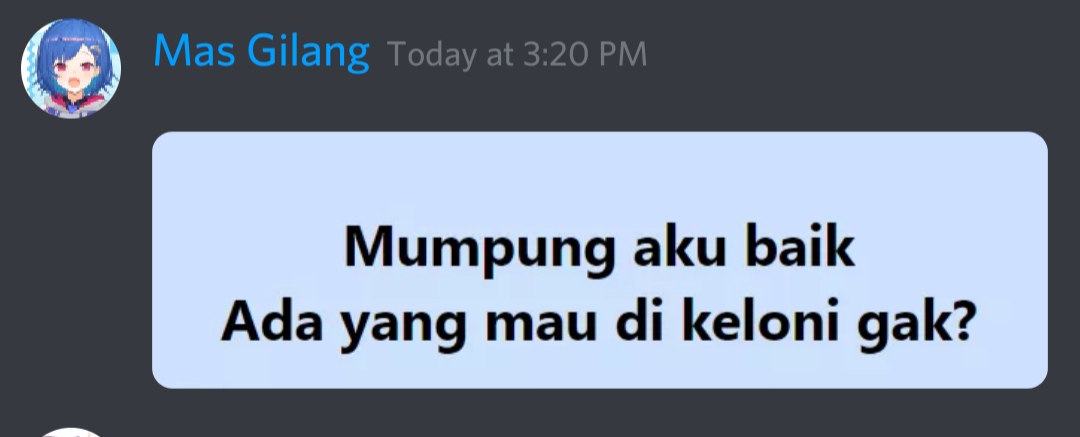 Mas Gilang Today at 3:20 PM
Mumpung aku baik
Ada yang mau di keloni gak?